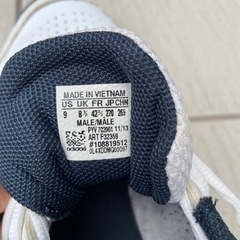 MADE IN VIETNAM
US UK FR JP CHN
9 8½ 42⅔ 270 265
MALE/MALE
PYV 702001 11/13
ART F32359
#108819512
adidas